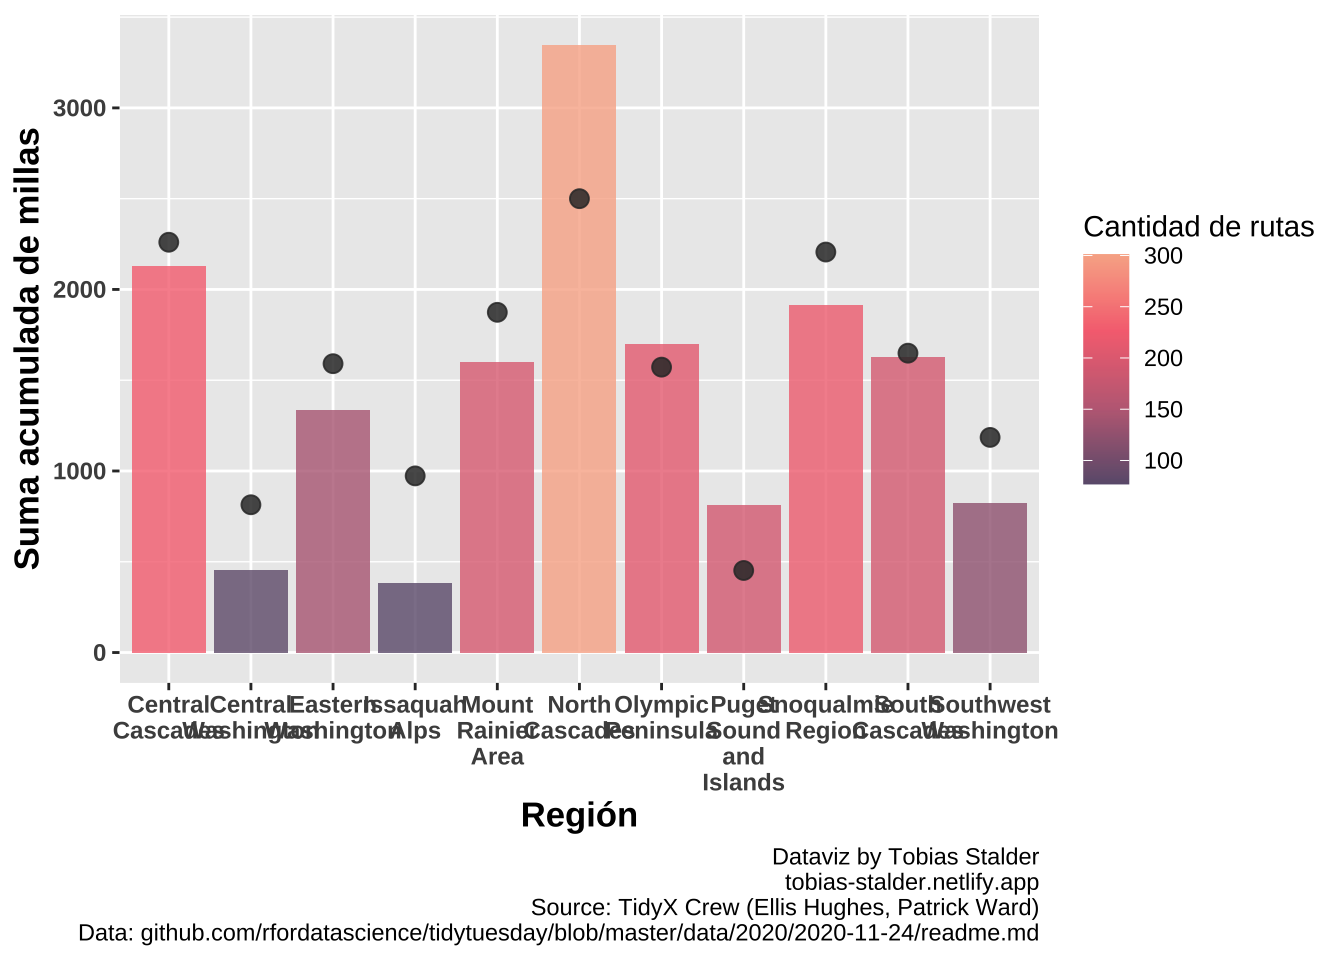 Suma acumulada de millas
3000
2000
1000
0
Central Cascades
Central Washington
Eastern Washington
Issaquah Alps
Mount Rainier Area
North Cascades
Olympic Peninsula
Puget Sound and Islands
Snoqualmie Region
South Cascades
Southwest Washington
Región
Cantidad de rutas
300
250
200
150
100
Dataviz by Tobias Stalder
tobias-stalder.netlify.app
Source: TidyX Crew (Ellis Hughes, Patrick Ward)
Data: github.com/rfordatascience/tidytuesday/blob/master/data/2020/2020-11-24/readme.md